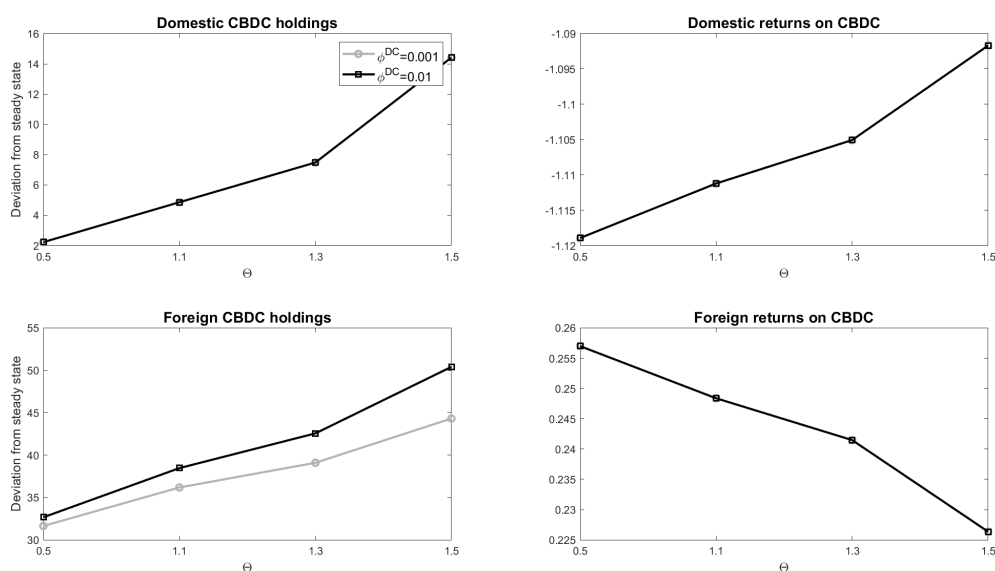 Domestic CBDC holdings
Deviation from steady state
16
14
12
10
8
6
4
2
0.5 1.1 1.3 1.5
Θ
ϕDC=0.001
ϕDC=0.01
Domestic returns on CBDC
-1.09
-1.095
-1.1
-1.105
-1.11
-1.115
-1.12
0.5 1.1 1.3 1.5
Θ
Foreign CBDC holdings
Deviation from steady state
55
50
45
40
35
30
0.5 1.1 1.3 1.5
Θ
Foreign returns on CBDC
0.26
0.255
0.25
0.245
0.24
0.235
0.23
0.225
0.5 1.1 1.3 1.5
Θ